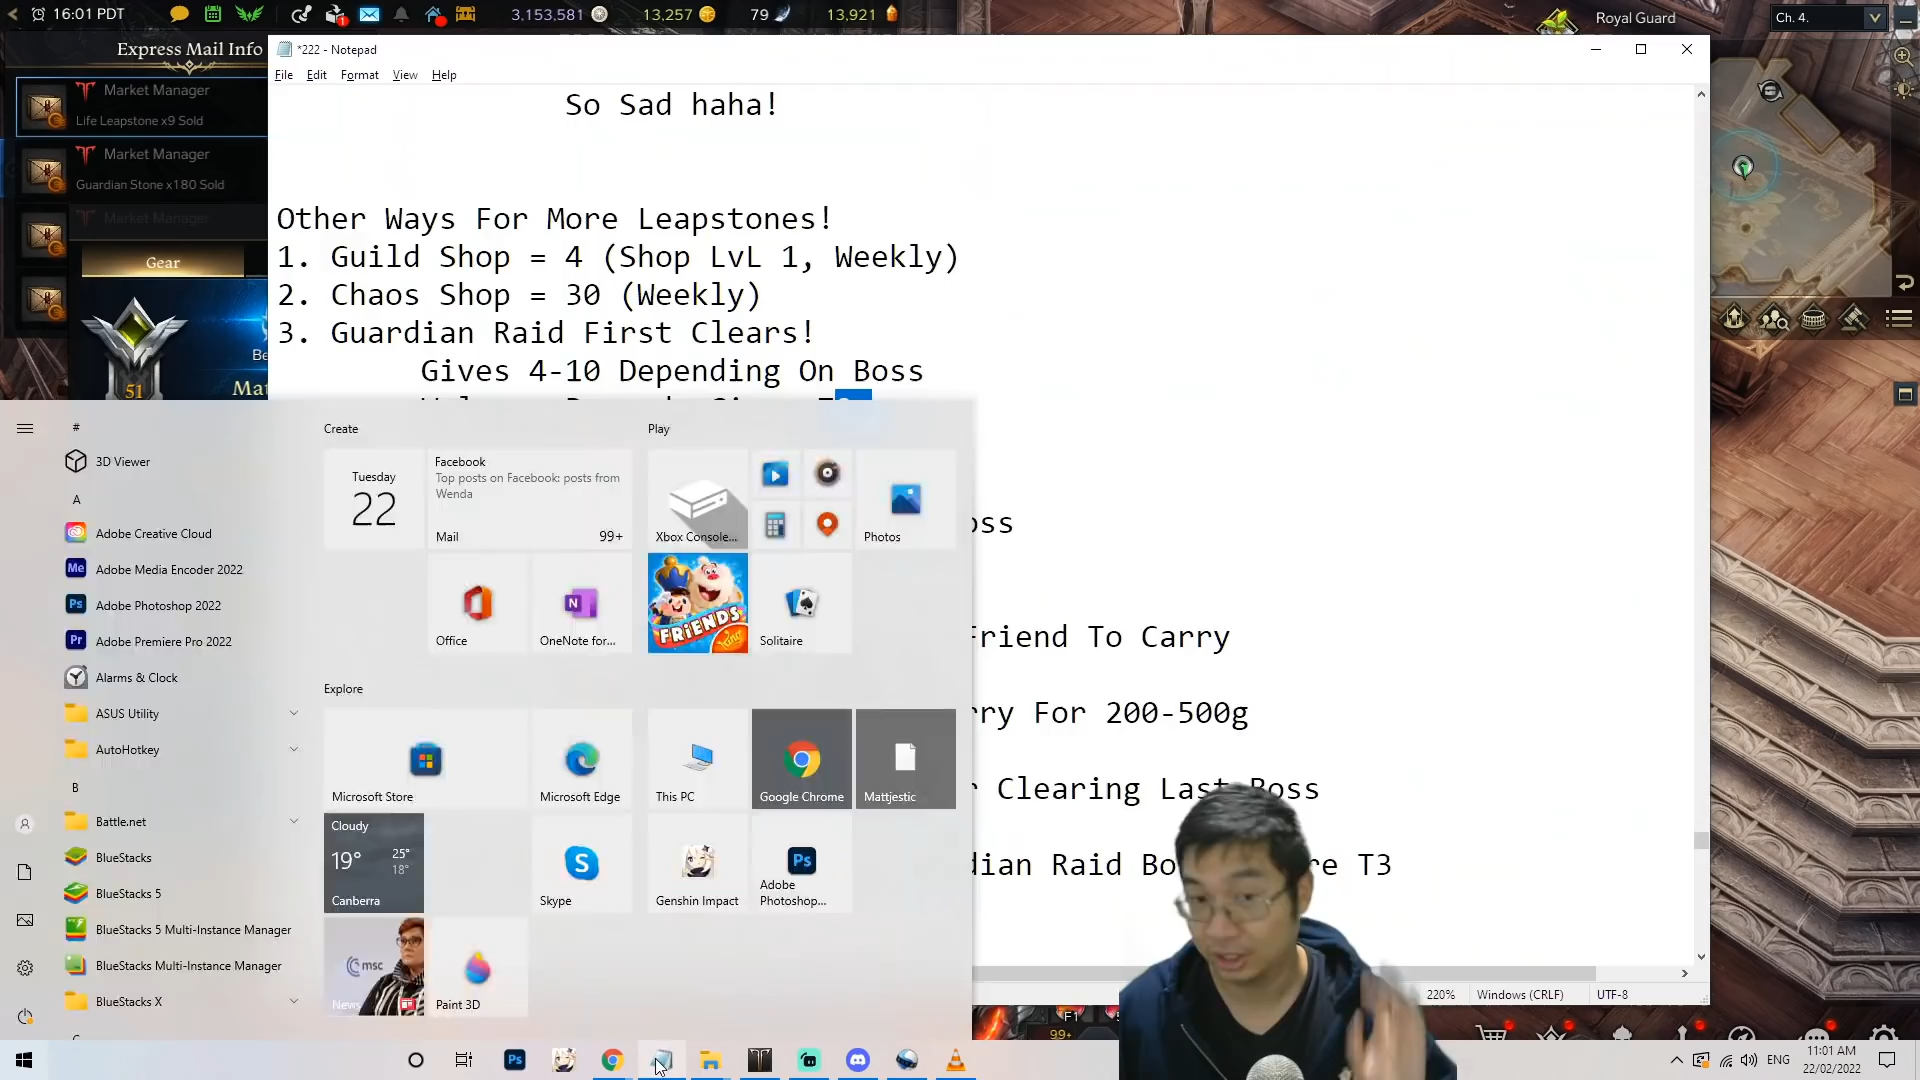 16:01 PDT
3,153,581
13,257
79
13,921
Royal Guard
Ch. 4.
Express Mail Info
Market Manager
Life Leapstone x9 Sold
Market Manager
Guardian Stone x180 Sold
Market Manager
Gear
51
*222 - Notepad
File Edit Format View Help
So Sad haha!
Other Ways For More Leapstones!
1. Guild Shop = 4 (Shop LvL 1, Weekly)
2. Chaos Shop = 30 (Weekly)
3. Guardian Raid First Clears!
Gives 4-10 Depending On Boss
Friend To Carry
For 200-500g
Clearing Last Boss
Raid
T3
220%
Windows (CRLF)
UTF-8
#
3D Viewer
A
Adobe Creative Cloud
Adobe Media Encoder 2022
Adobe Photoshop 2022
Adobe Premiere Pro 2022
Alarms & Clock
ASUS Utility
AutoHotkey
B
Battle.net
BlueStacks
BlueStacks 5
BlueStacks 5 Multi-Instance Manager
BlueStacks Multi-Instance Manager
BlueStacks X
Create
Tuesday
22
Facebook
Top posts on Facebook: posts from
Wenda
Mail 99+
Office
OneNote for...
Play
Xbox Console...
Photos
FRIENDS
King
Solitaire
Explore
Microsoft Store
Microsoft Edge
This PC
Google Chrome
Mattjestic
Cloudy
19° 25°
18°
Canberra
Skype
Genshin Impact
Adobe
Photoshop...
msc
News
Paint 3D
F1
99+
ENG
11:01 AM
22/02/2022